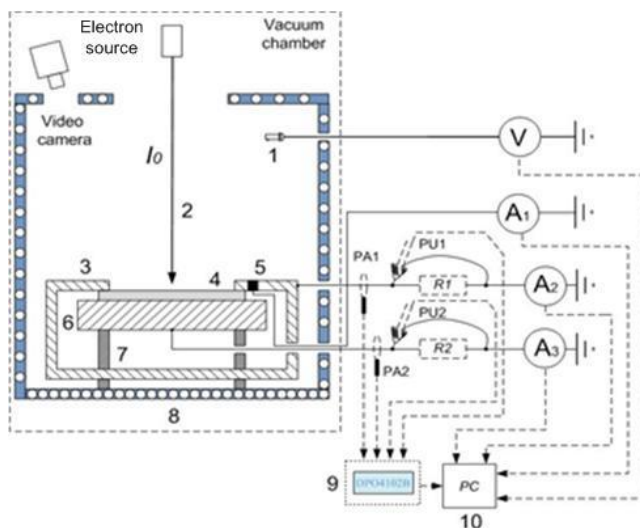 Electron
source
Vacuum
chamber
Video
camera
I0
1
2
V
A1
3
4
5
PA1
PU1
R1
A2
6
PU2
7
R2
A3
PA2
8
9
DPO4102B
PC
10